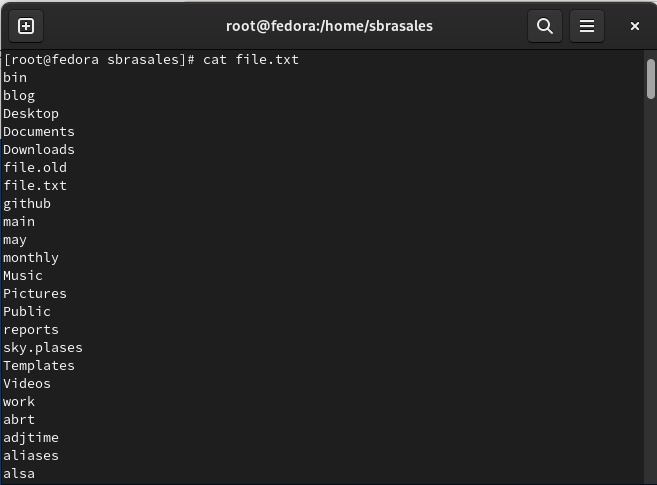 root@fedora:/home/sbrasales
[root@fedora sbrasales]# cat file.txt
bin
blog
Desktop
Documents
Downloads
file.old
file.txt
github
main
may
monthly
Music
Pictures
Public
reports
sky.plases
Templates
Videos
work
abrt
adjtime
aliases
alsa